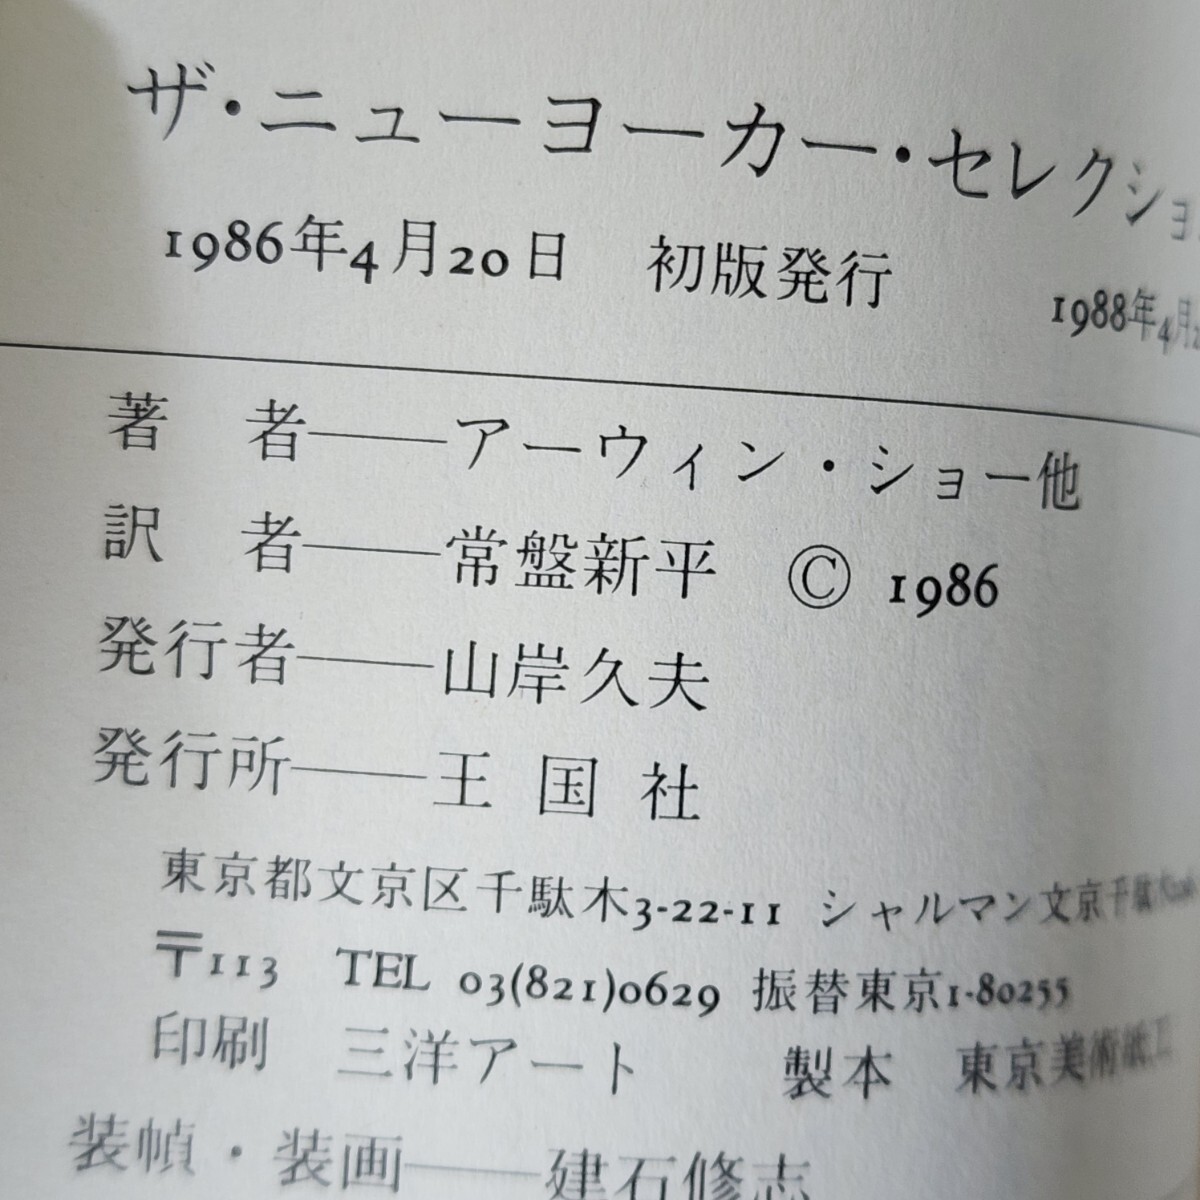 ザ・ニューヨーカー・セレクショ
1986年4月20日　初版発行　1988年4月2
著　者――アーウィン・ショー他
訳　者――常盤新平　© 1986
発行者――山岸久夫
発行所――王国社
東京都文京区千駄木3-22-11　シャルマン文京千駄木
〒113　TEL 03(821)0629　振替東京1-80255
印刷　三洋アート　製本　東京美術紙工
装幀・装画――建石修志